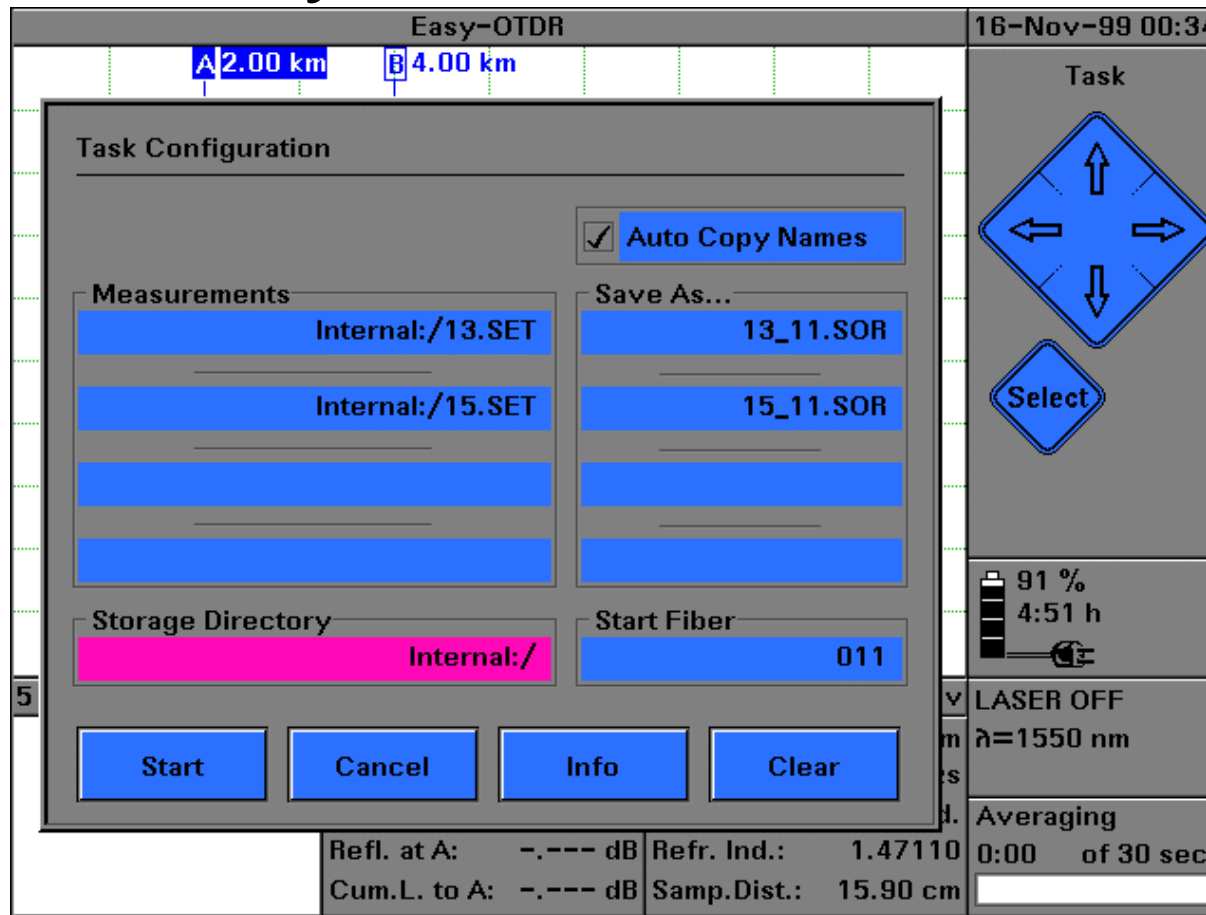 Easy-OTDR
16-Nov-99 00:34
A 2.00 km
B 4.00 km
Task
Task Configuration
✓ Auto Copy Names
Measurements
Save As...
Internal:/13.SET
13_11.SOR
Internal:/15.SET
15_11.SOR
Select
Storage Directory
Start Fiber
Internal:/
011
91 %
4:51 h
5
v
LASER OFF
m
λ=1550 nm
Start
Cancel
Info
Clear
s
d.
Averaging
Refl. at A: -.--- dB
Refr. Ind.: 1.47110
0:00 of 30 sec
Cum.L. to A: -.--- dB
Samp.Dist.: 15.90 cm